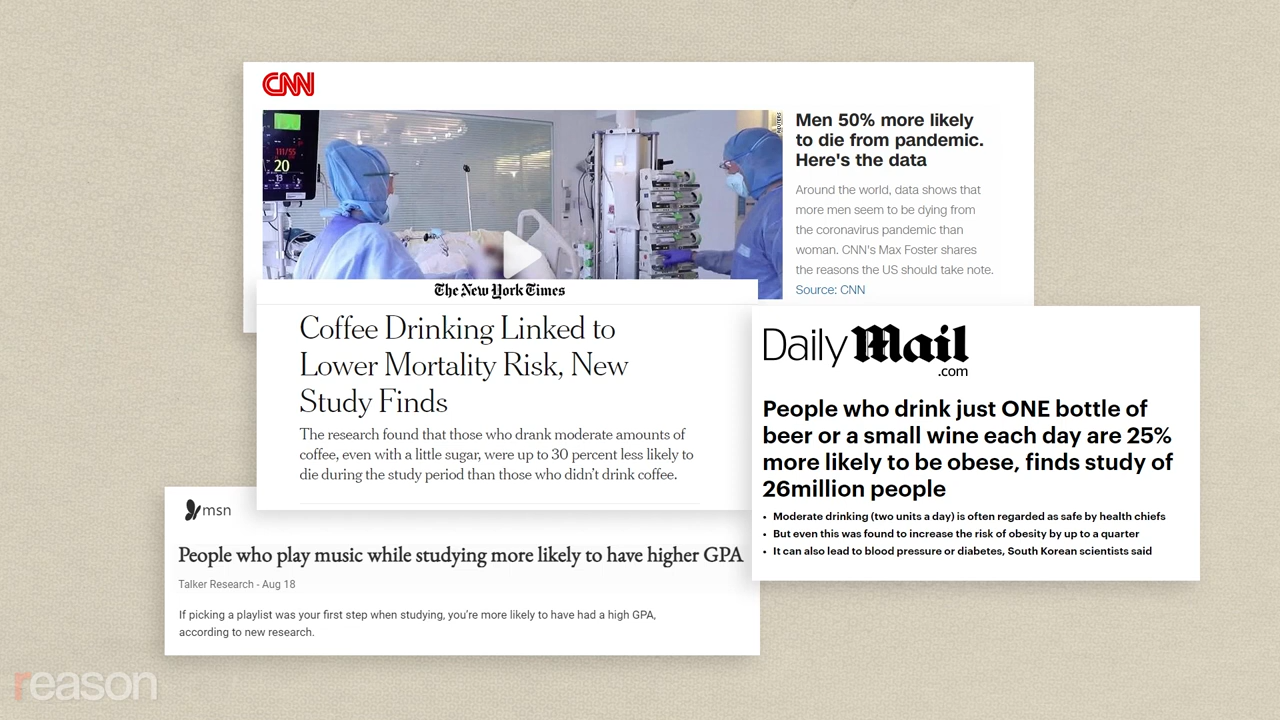 CNN
111/55
20
13
REUTERS
Men 50% more likely
to die from pandemic.
Here's the data
Around the world, data shows that
more men seem to be dying from
the coronavirus pandemic than
woman. CNN's Max Foster shares
the reasons the US should take note.
Source: CNN
The New York Times
Coffee Drinking Linked to
Lower Mortality Risk, New
Study Finds
The research found that those who drank moderate amounts of
coffee, even with a little sugar, were up to 30 percent less likely to
die during the study period than those who didn't drink coffee.
Daily Mail
.com
People who drink just ONE bottle of
beer or a small wine each day are 25%
more likely to be obese, finds study of
26million people
• Moderate drinking (two units a day) is often regarded as safe by health chiefs
• But even this was found to increase the risk of obesity by up to a quarter
• It can also lead to blood pressure or diabetes, South Korean scientists said
msn
People who play music while studying more likely to have higher GPA
Talker Research - Aug 18
If picking a playlist was your first step when studying, you're more likely to have had a high GPA,
according to new research.
reason